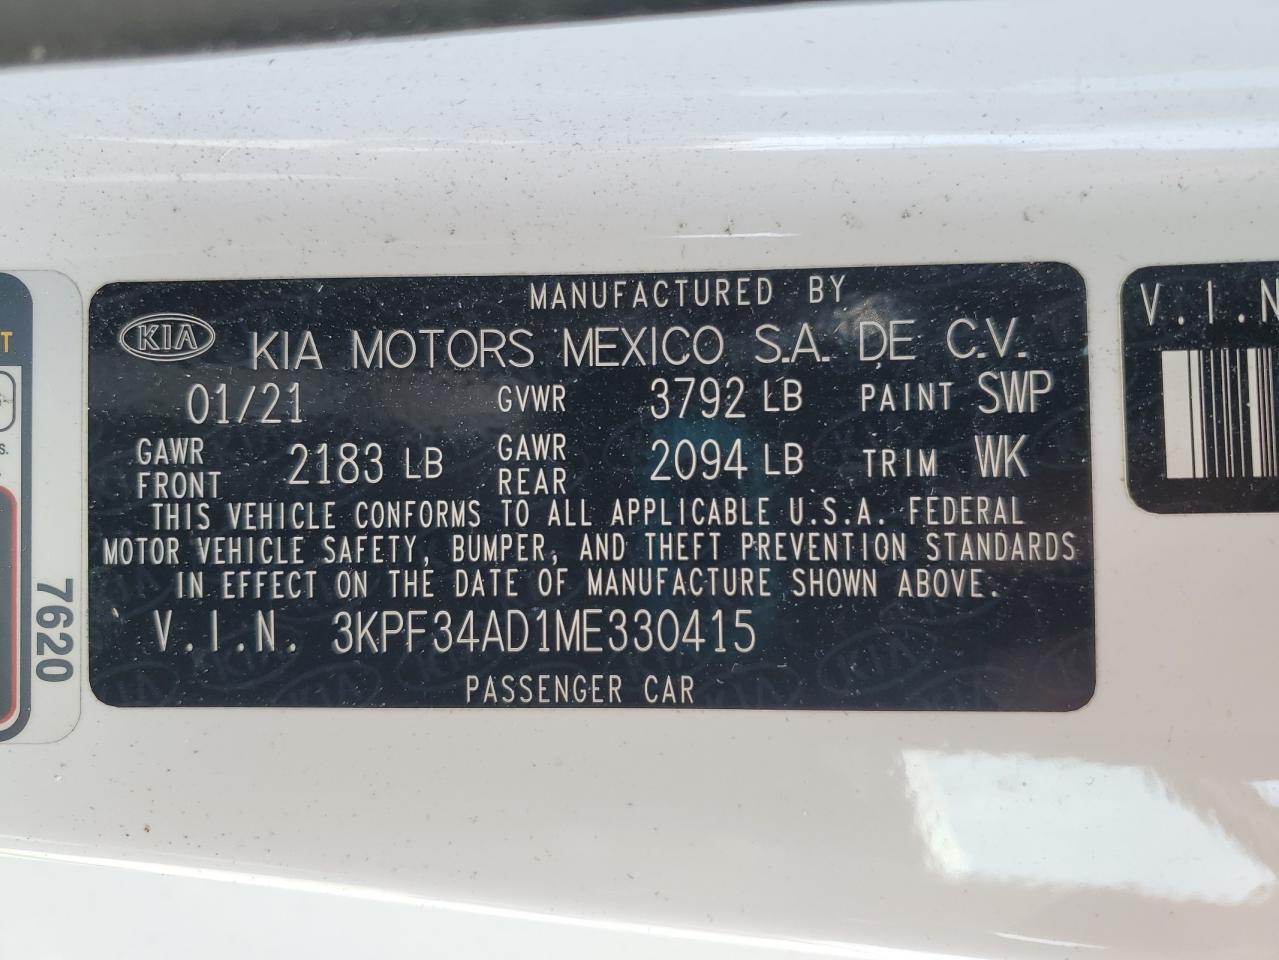 MANUFACTURED BY
KIA KIA MOTORS MEXICO S.A. DE C.V.
01/21 GVWR 3792 LB PAINT SWP
GAWR FRONT 2183 LB GAWR REAR 2094 LB TRIM WK
THIS VEHICLE CONFORMS TO ALL APPLICABLE U.S.A. FEDERAL
MOTOR VEHICLE SAFETY, BUMPER, AND THEFT PREVENTION STANDARDS
IN EFFECT ON THE DATE OF MANUFACTURE SHOWN ABOVE.
V.I.N. 3KPF34AD1ME330415
PASSENGER CAR
7620
V.I.N